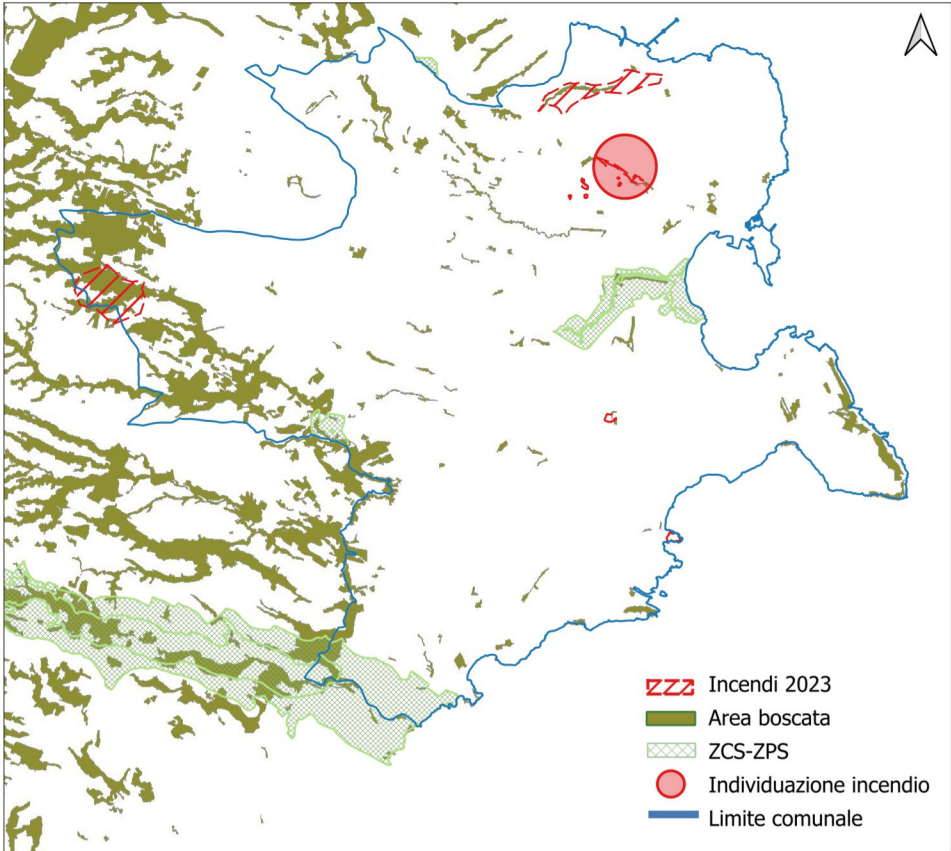 Incendi 2023
Area boscata
ZCS-ZPS
Individuazione incendio
Limite comunale